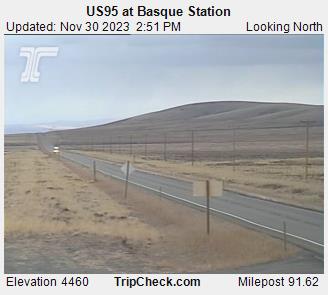 US95 at Basque Station
Updated: Nov 30 2023 2:51 PM Looking North
Elevation 4460 TripCheck.com Milepost 91.62